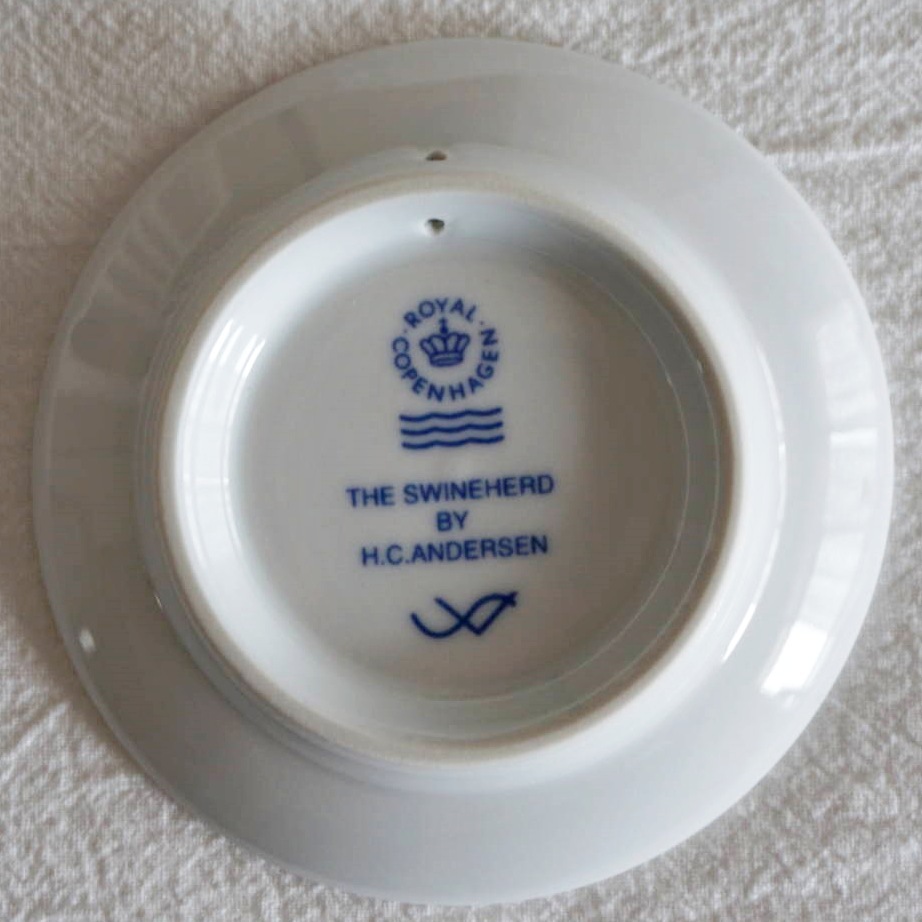 ROYAL
COPENHAGEN
THE SWINEHERD
BY
H.C.ANDERSEN